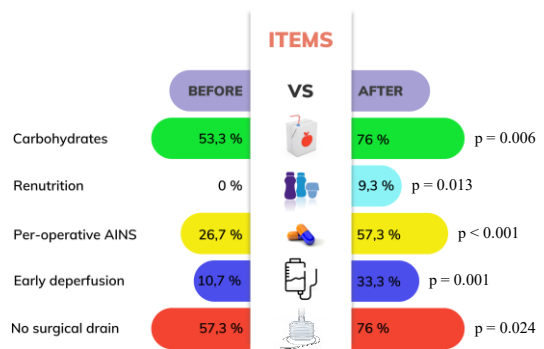 ITEMS
BEFORE VS AFTER
Carbohydrates 53,3 % 76 % p = 0.006
Renutrition 0 % 9,3 % p = 0.013
Per-operative AINS 26,7 % 57,3 % p < 0.001
Early deperfusion 10,7 % 33,3 % p = 0.001
No surgical drain 57,3 % 76 % p = 0.024